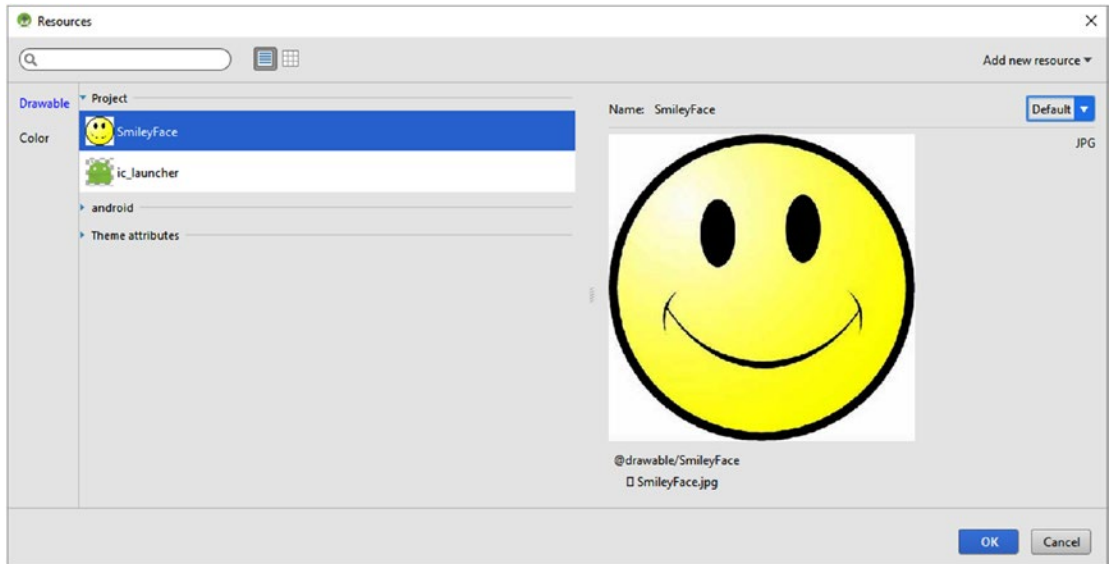 Resources
Add new resource
Drawable
Color
Project
SmileyFace
ic_launcher
android
Theme attributes
Name: SmileyFace
Default
JPG
@drawable/SmileyFace
SmileyFace.jpg
OK
Cancel